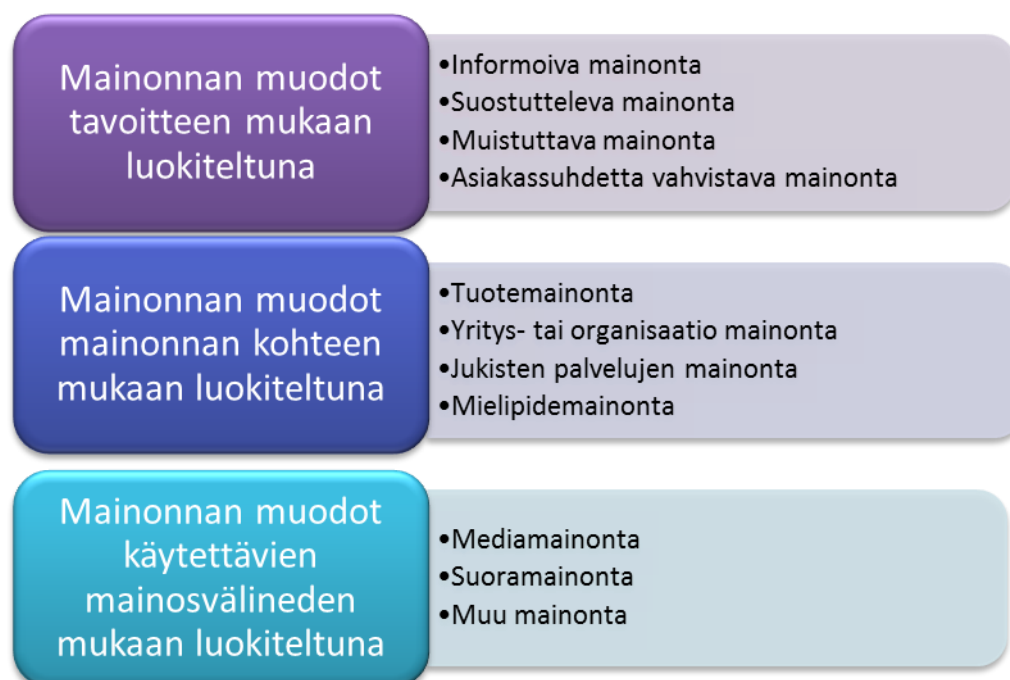 Mainonnan muodot
tavoitteen mukaan
luokiteltuna
•Informoiva mainonta
•Suostutteleva mainonta
•Muistuttava mainonta
•Asiakassuhdetta vahvistava mainonta
Mainonnan muodot
mainonnan kohteen
mukaan luokiteltuna
•Tuotemainonta
•Yritys- tai organisaatio mainonta
•Jukisten palvelujen mainonta
•Mielipidemainonta
Mainonnan muodot
käytettävien
mainosvälineden
mukaan luokiteltuna
•Mediamainonta
•Suoramainonta
•Muu mainonta